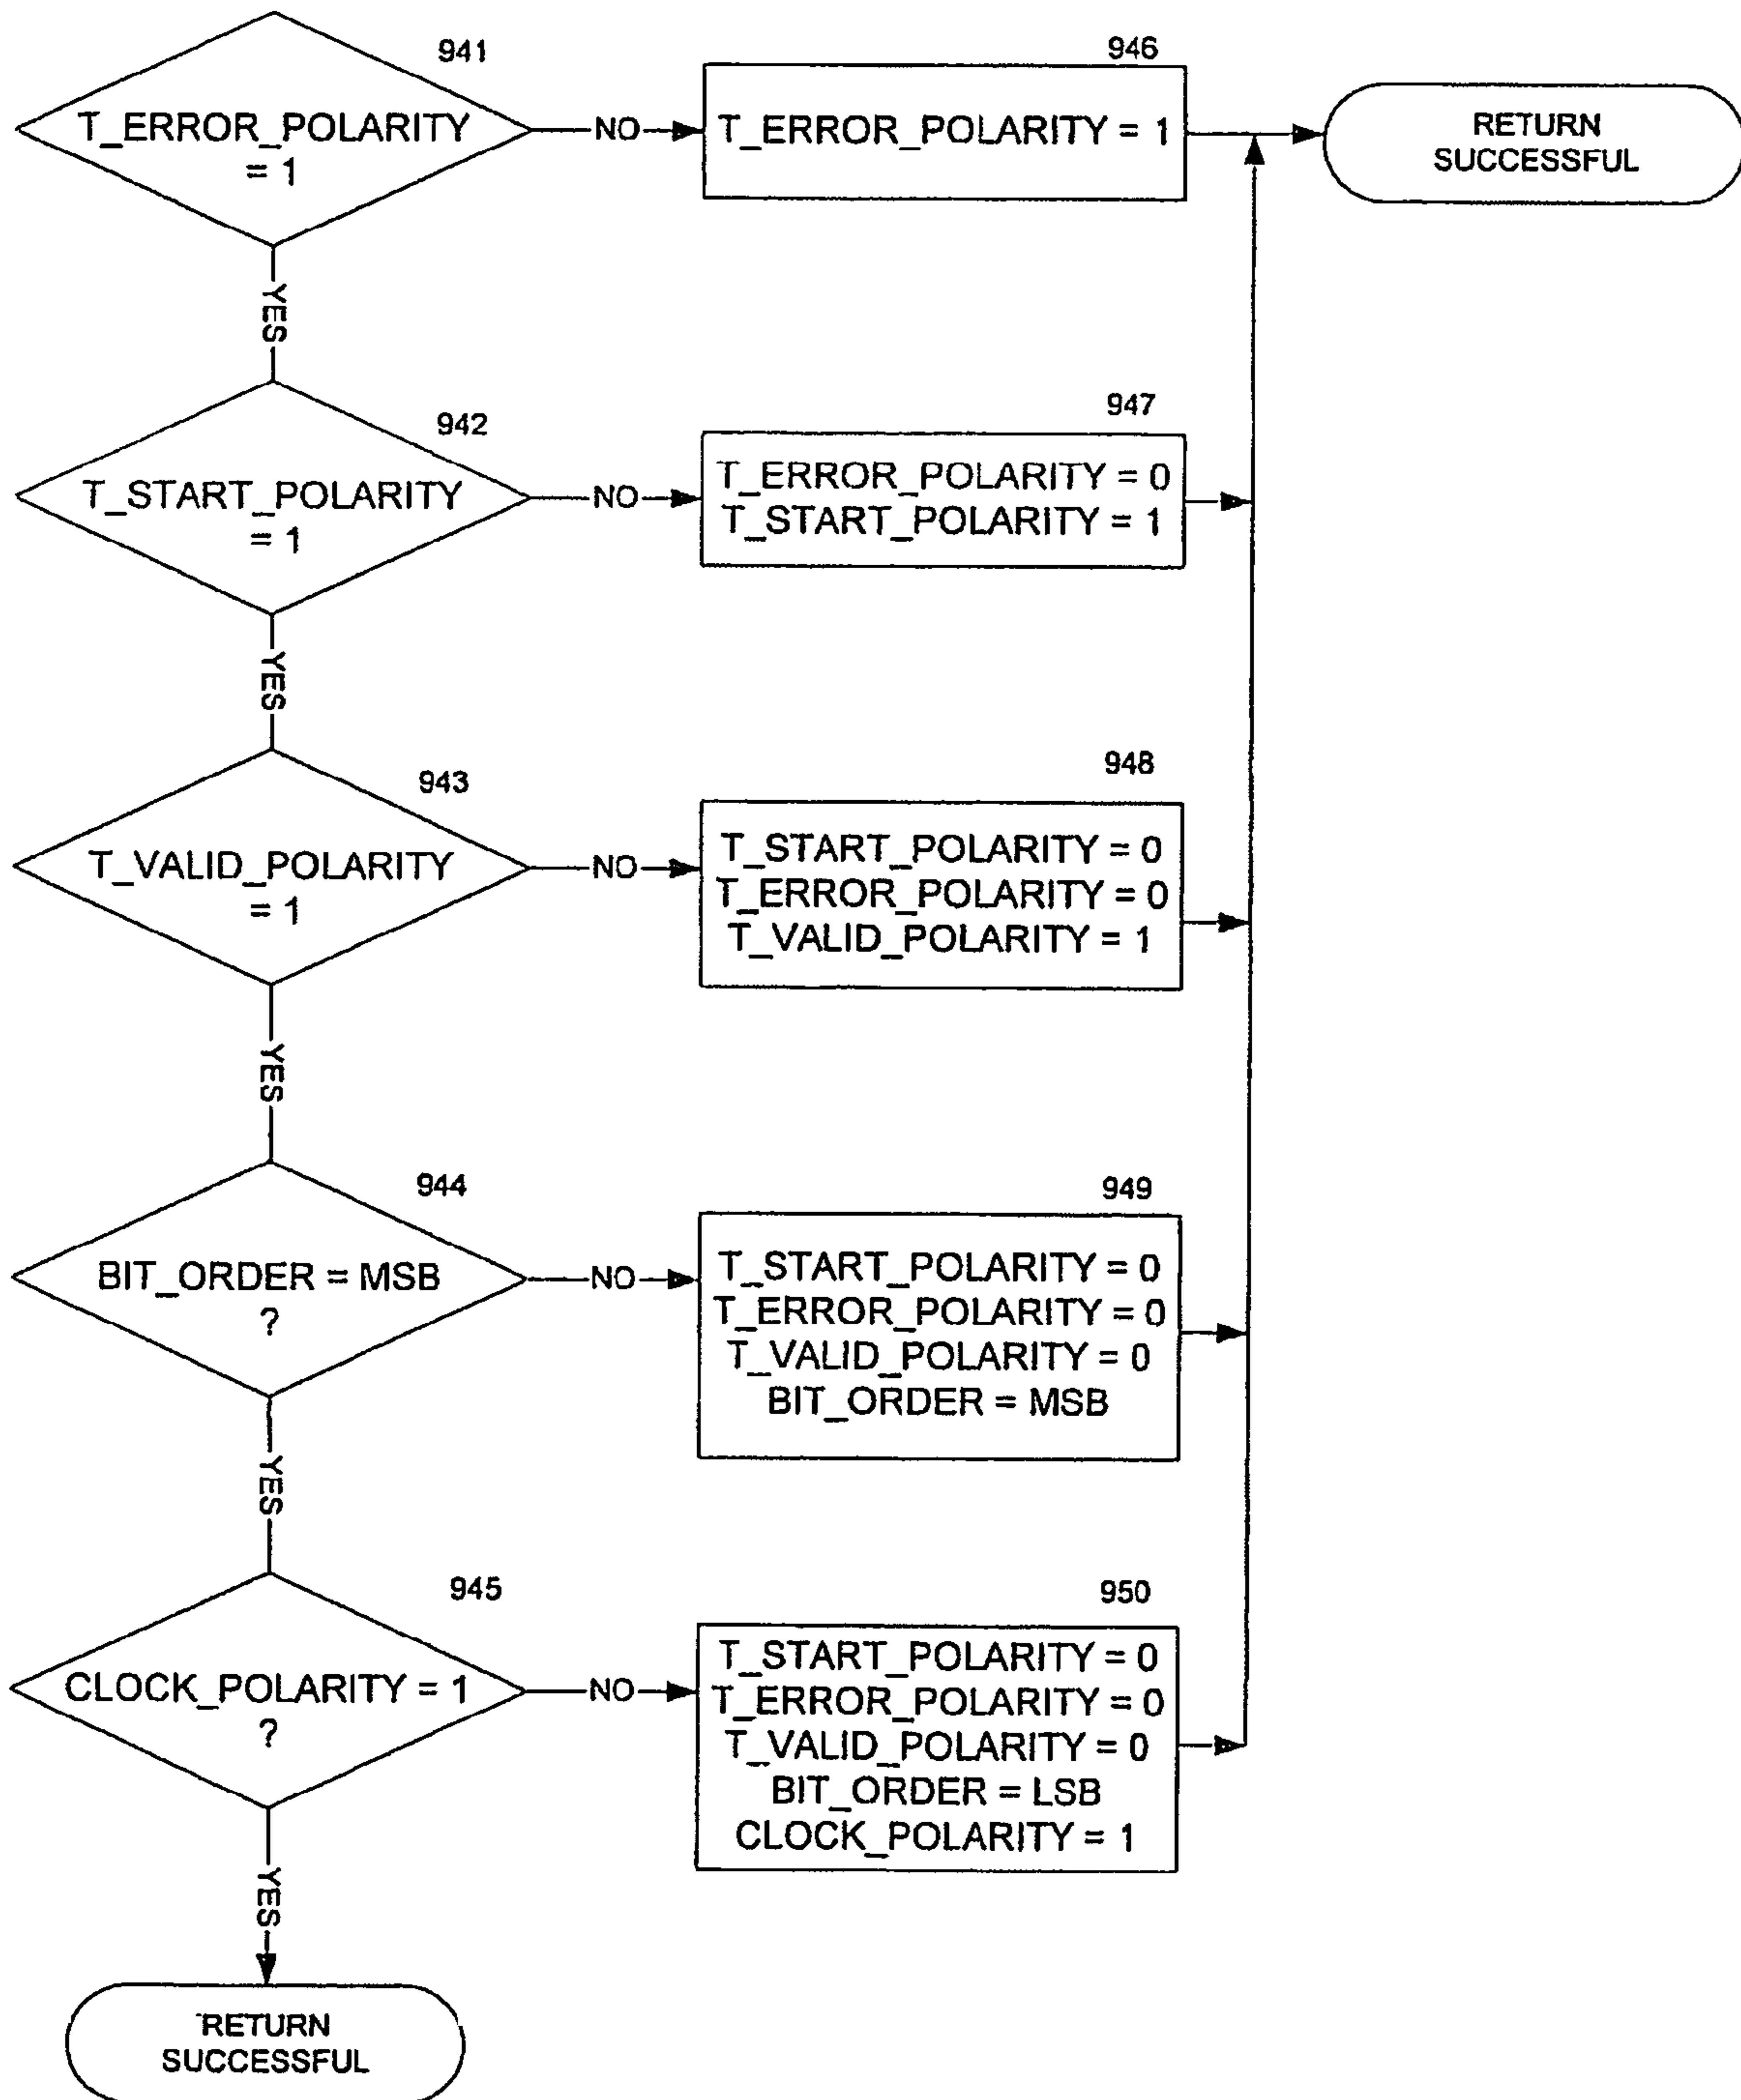 941
T_ERROR_POLARITY
= 1
NO
946
T_ERROR_POLARITY = 1
RETURN
SUCCESSFUL
YES
942
T_START_POLARITY
= 1
NO
947
T_ERROR_POLARITY = 0
T_START_POLARITY = 1
YES
943
T_VALID_POLARITY
= 1
NO
948
T_START_POLARITY = 0
T_ERROR_POLARITY = 0
T_VALID_POLARITY = 1
YES
944
BIT_ORDER = MSB
?
NO
949
T_START_POLARITY = 0
T_ERROR_POLARITY = 0
T_VALID_POLARITY = 0
BIT_ORDER = MSB
YES
945
CLOCK_POLARITY = 1
?
NO
950
T_START_POLARITY = 0
T_ERROR_POLARITY = 0
T_VALID_POLARITY = 0
BIT_ORDER = LSB
CLOCK_POLARITY = 1
YES
RETURN
SUCCESSFUL